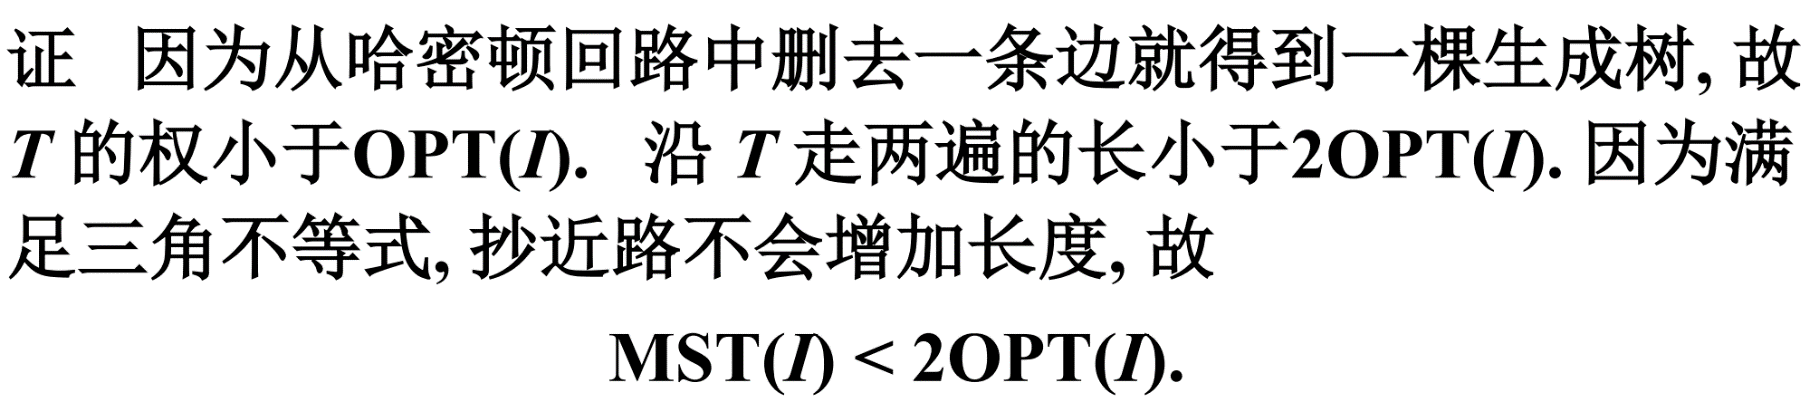 证 因为从哈密顿回路中删去一条边就得到一棵生成树, 故
T 的权小于OPT(I). 沿 T 走两遍的长小于2OPT(I). 因为满
足三角不等式, 抄近路不会增加长度, 故
MST(I) < 2OPT(I).